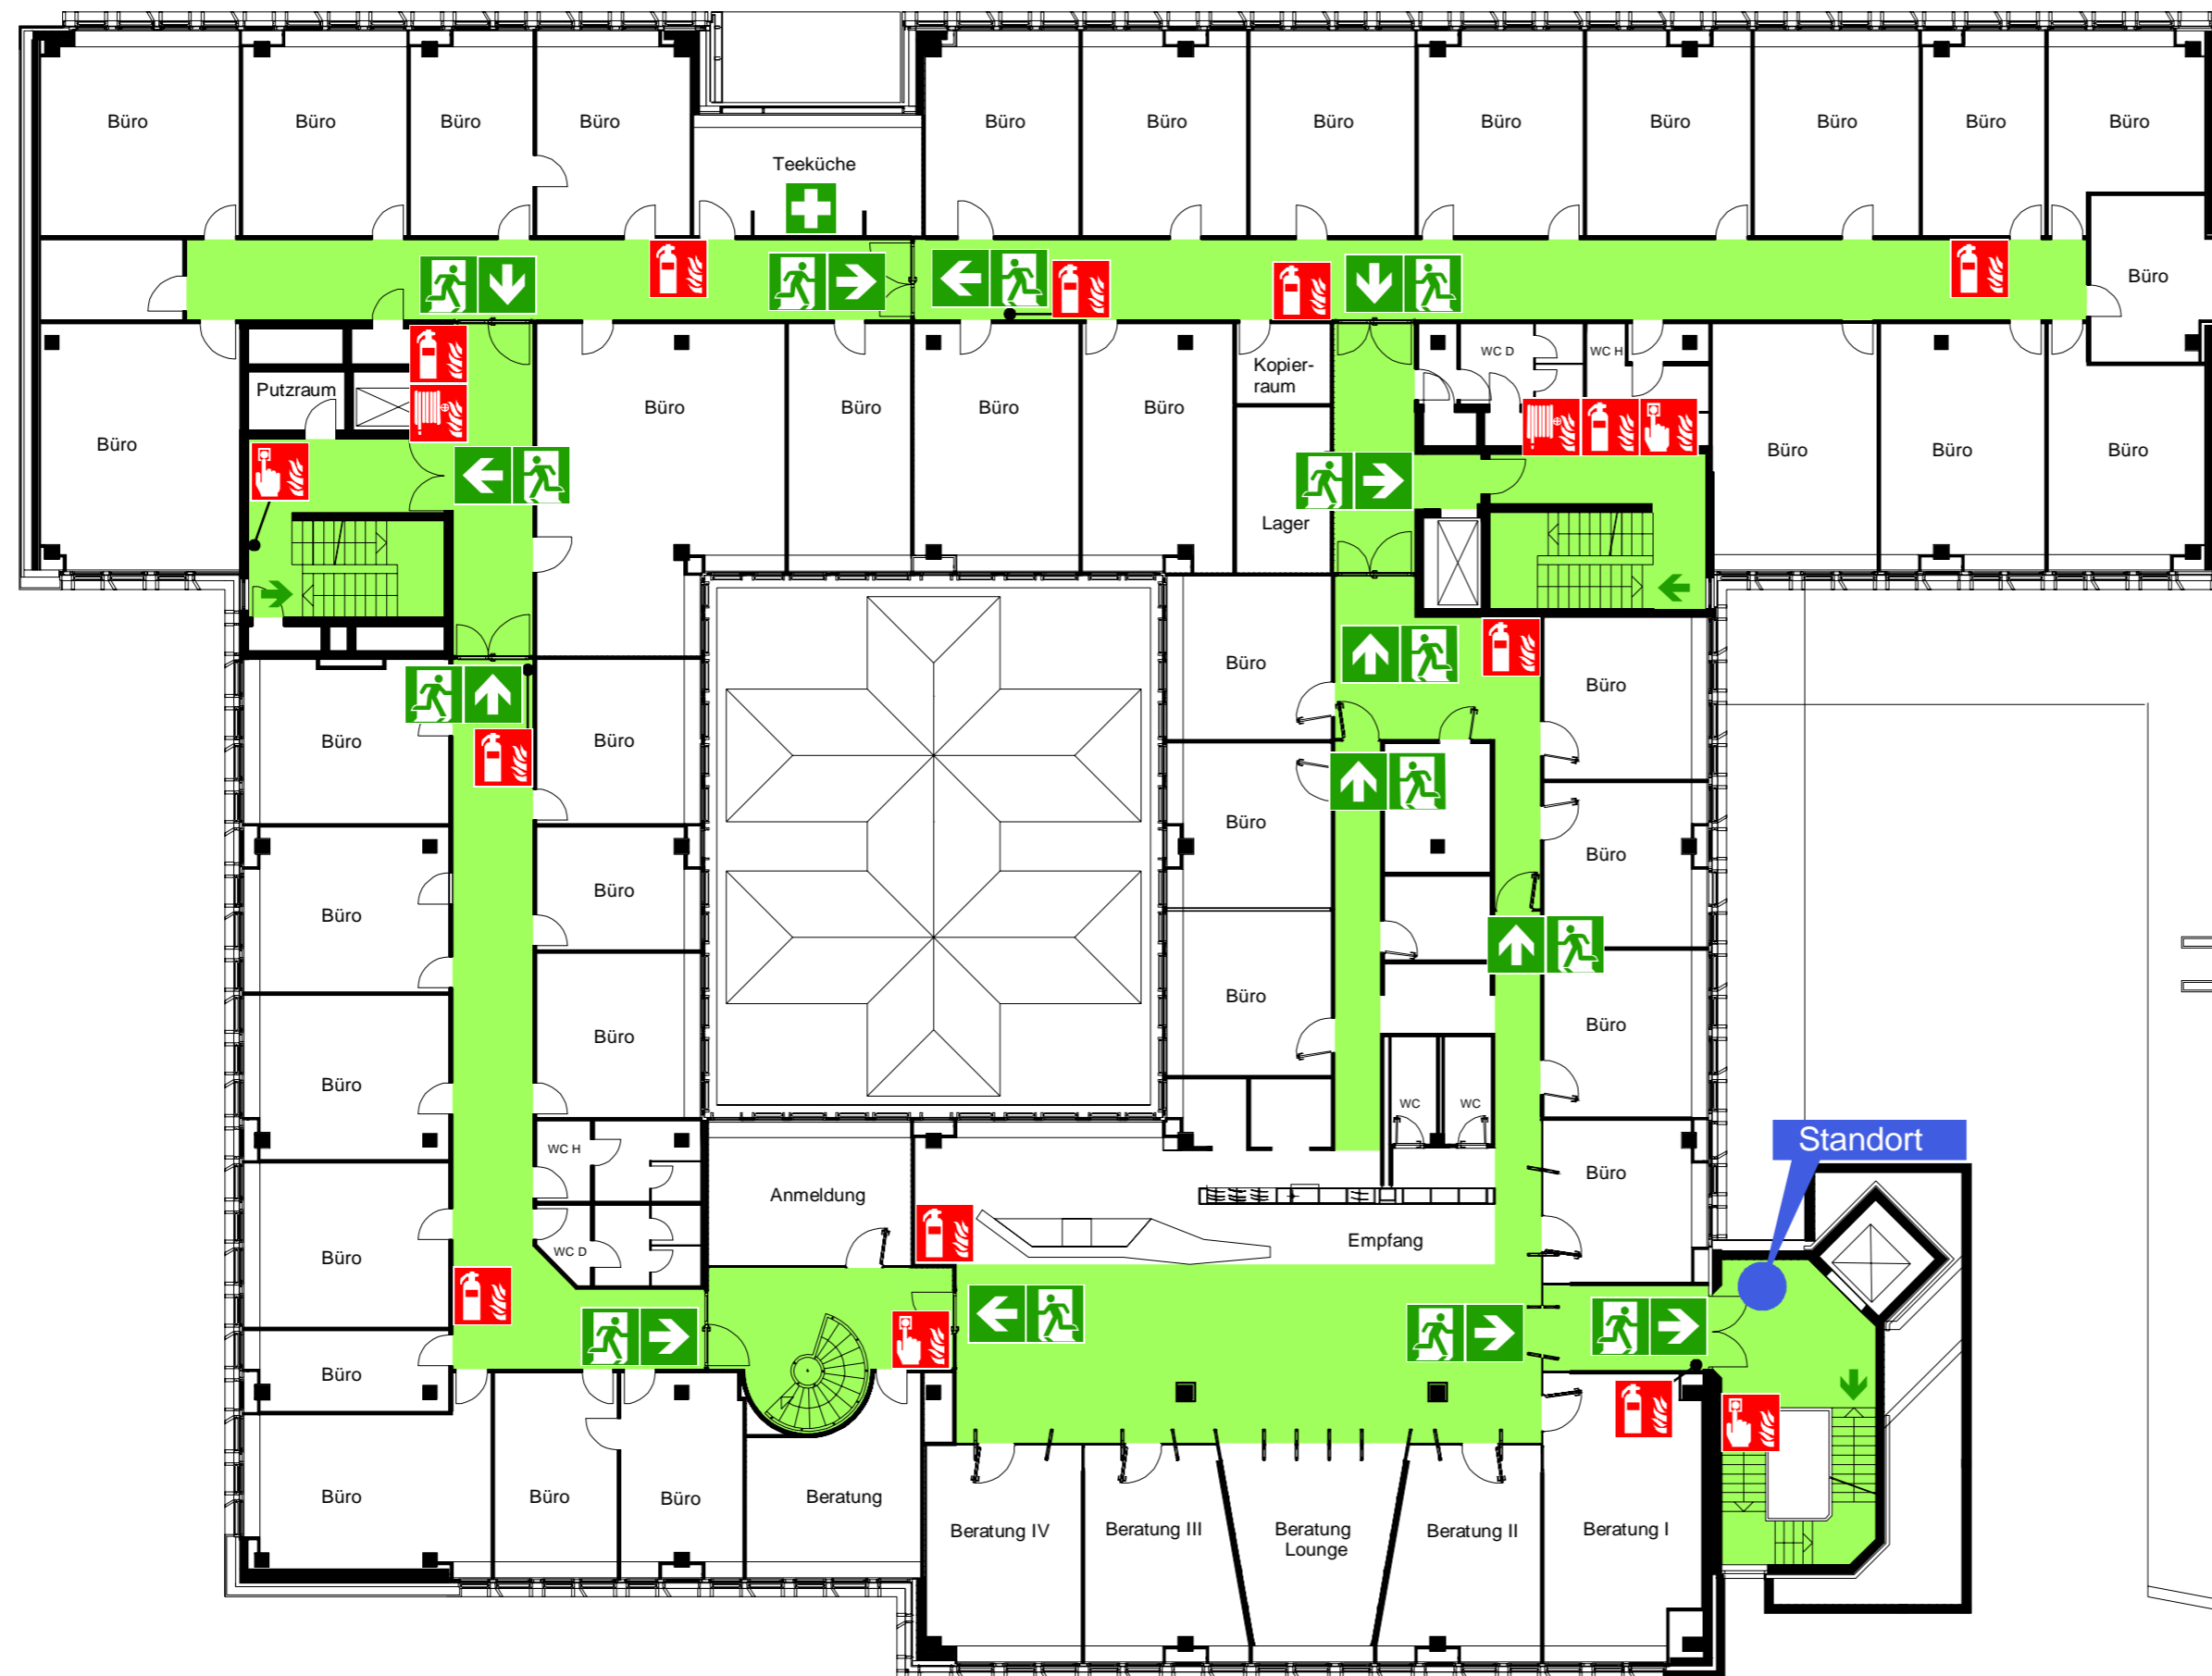 Büro Büro Büro Büro Büro Büro Büro Büro Büro Büro Büro Büro
Teeküche
Büro
WC D WC H
Kopier-
raum
Putzraum
Büro Büro Büro Büro
Büro Büro Büro Büro
Lager
Büro Büro
Büro Büro
Büro Büro
Büro Büro
Büro
Büro Büro
Büro Büro
WC WC
WC H
Standort
Büro
Anmeldung
Empfang
WC D
Büro
Büro
Büro Büro Büro Beratung
Beratung IV Beratung III Beratung
Lounge Beratung II Beratung I